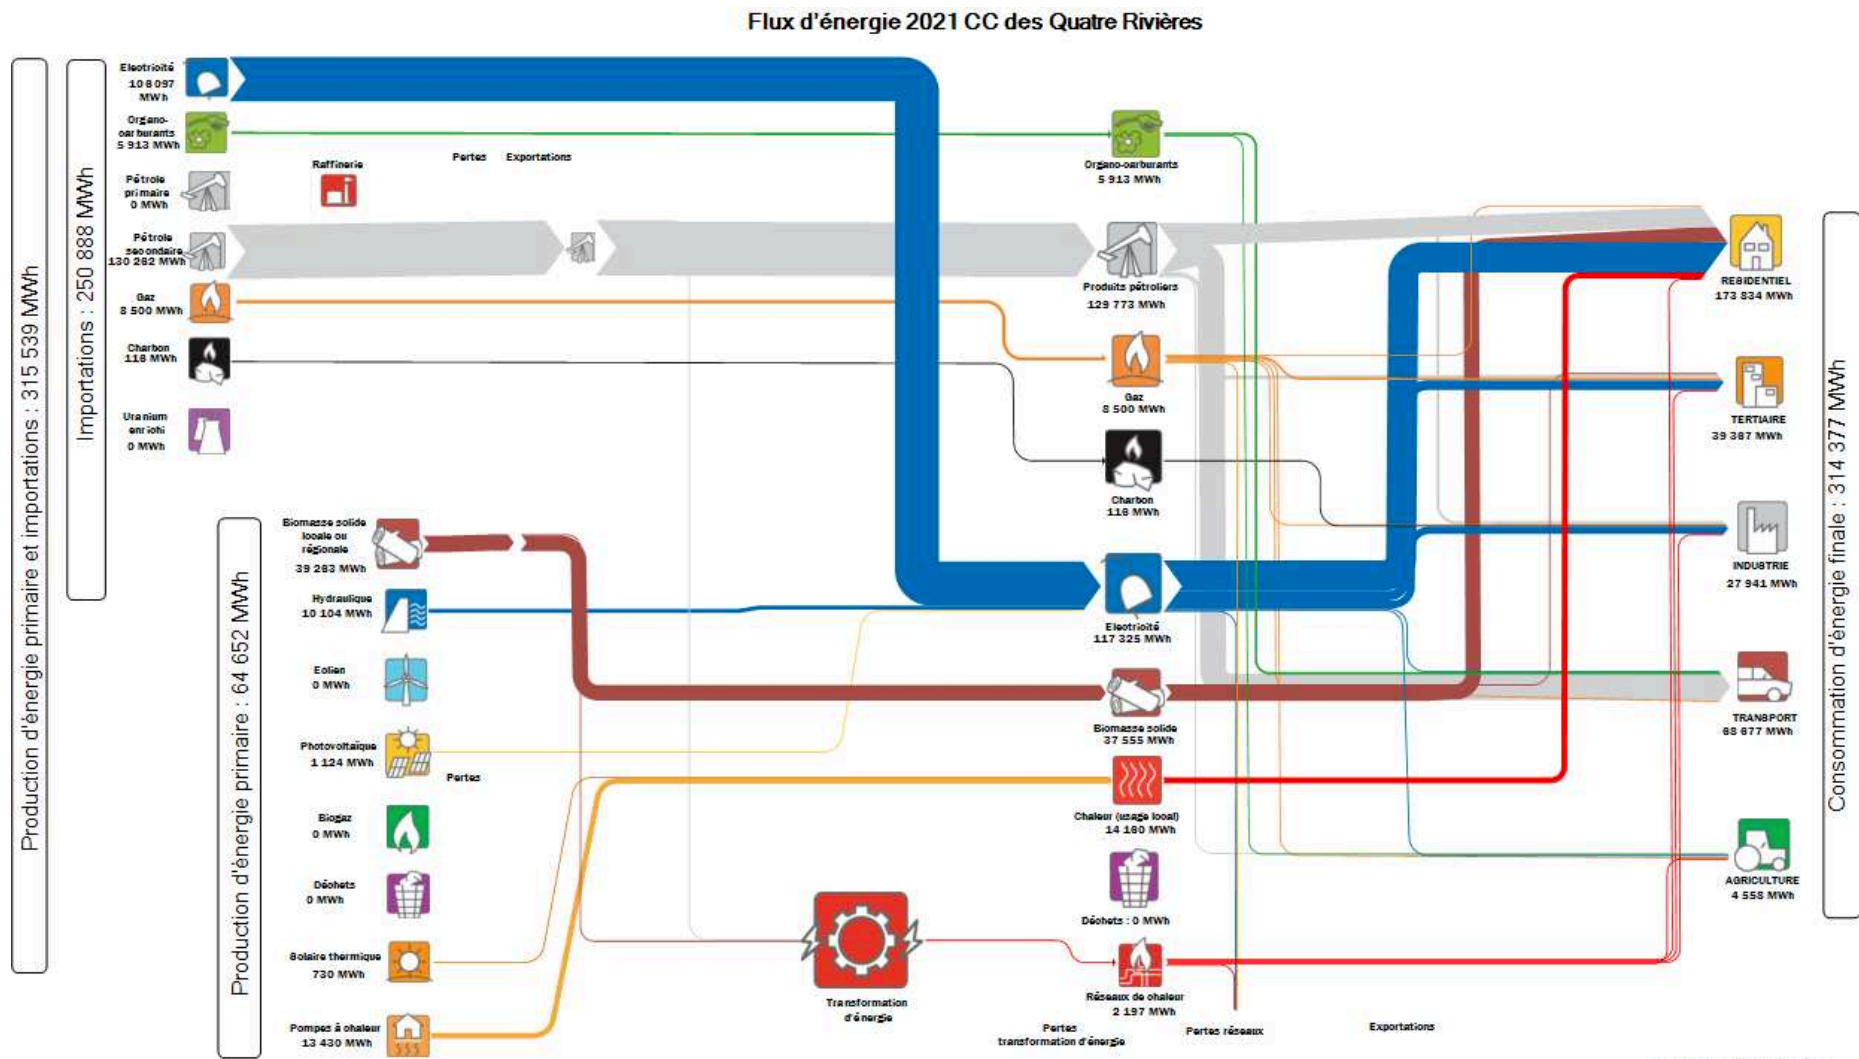 Flux d'énergie 2021 CC des Quatre Rivières
Production d'énergie primaire et importations : 315 539 MWh
Importations : 250 888 MWh
Electricité
108 097
MWh
Organo-
carburants
5 913 MWh
Pétrole
primaire
0 MWh
Pétrole
secondaire
130 262 MWh
Gaz
8 500 MWh
Charbon
116 MWh
Uranium
enrichi
0 MWh
Raffinerie
Pertes
Exportations
Production d'énergie primaire : 64 652 MWh
Biomasse solide
locale ou
régionale
39 263 MWh
Hydraulique
10 104 MWh
Eolien
0 MWh
Photovoltaïque
1 124 MWh
Pertes
Biogaz
0 MWh
Déchets
0 MWh
Solaire thermique
730 MWh
Pompes à chaleur
13 430 MWh
Transformation
d'énergie
Organo-carburants
5 913 MWh
Produits pétroliers
129 773 MWh
Gaz
8 500 MWh
Charbon
116 MWh
Electricité
117 325 MWh
Biomasse solide
37 555 MWh
Chaleur (usage local)
14 160 MWh
Déchets : 0 MWh
Réseaux de chaleur
2 197 MWh
Pertes
transformation d'énergie
Pertes réseaux
Exportations
RESIDENTIEL
173 834 MWh
TERTIAIRE
39 367 MWh
INDUSTRIE
27 941 MWh
TRANSPORT
68 677 MWh
AGRICULTURE
4 558 MWh
Consommation d'énergie finale : 314 377 MWh